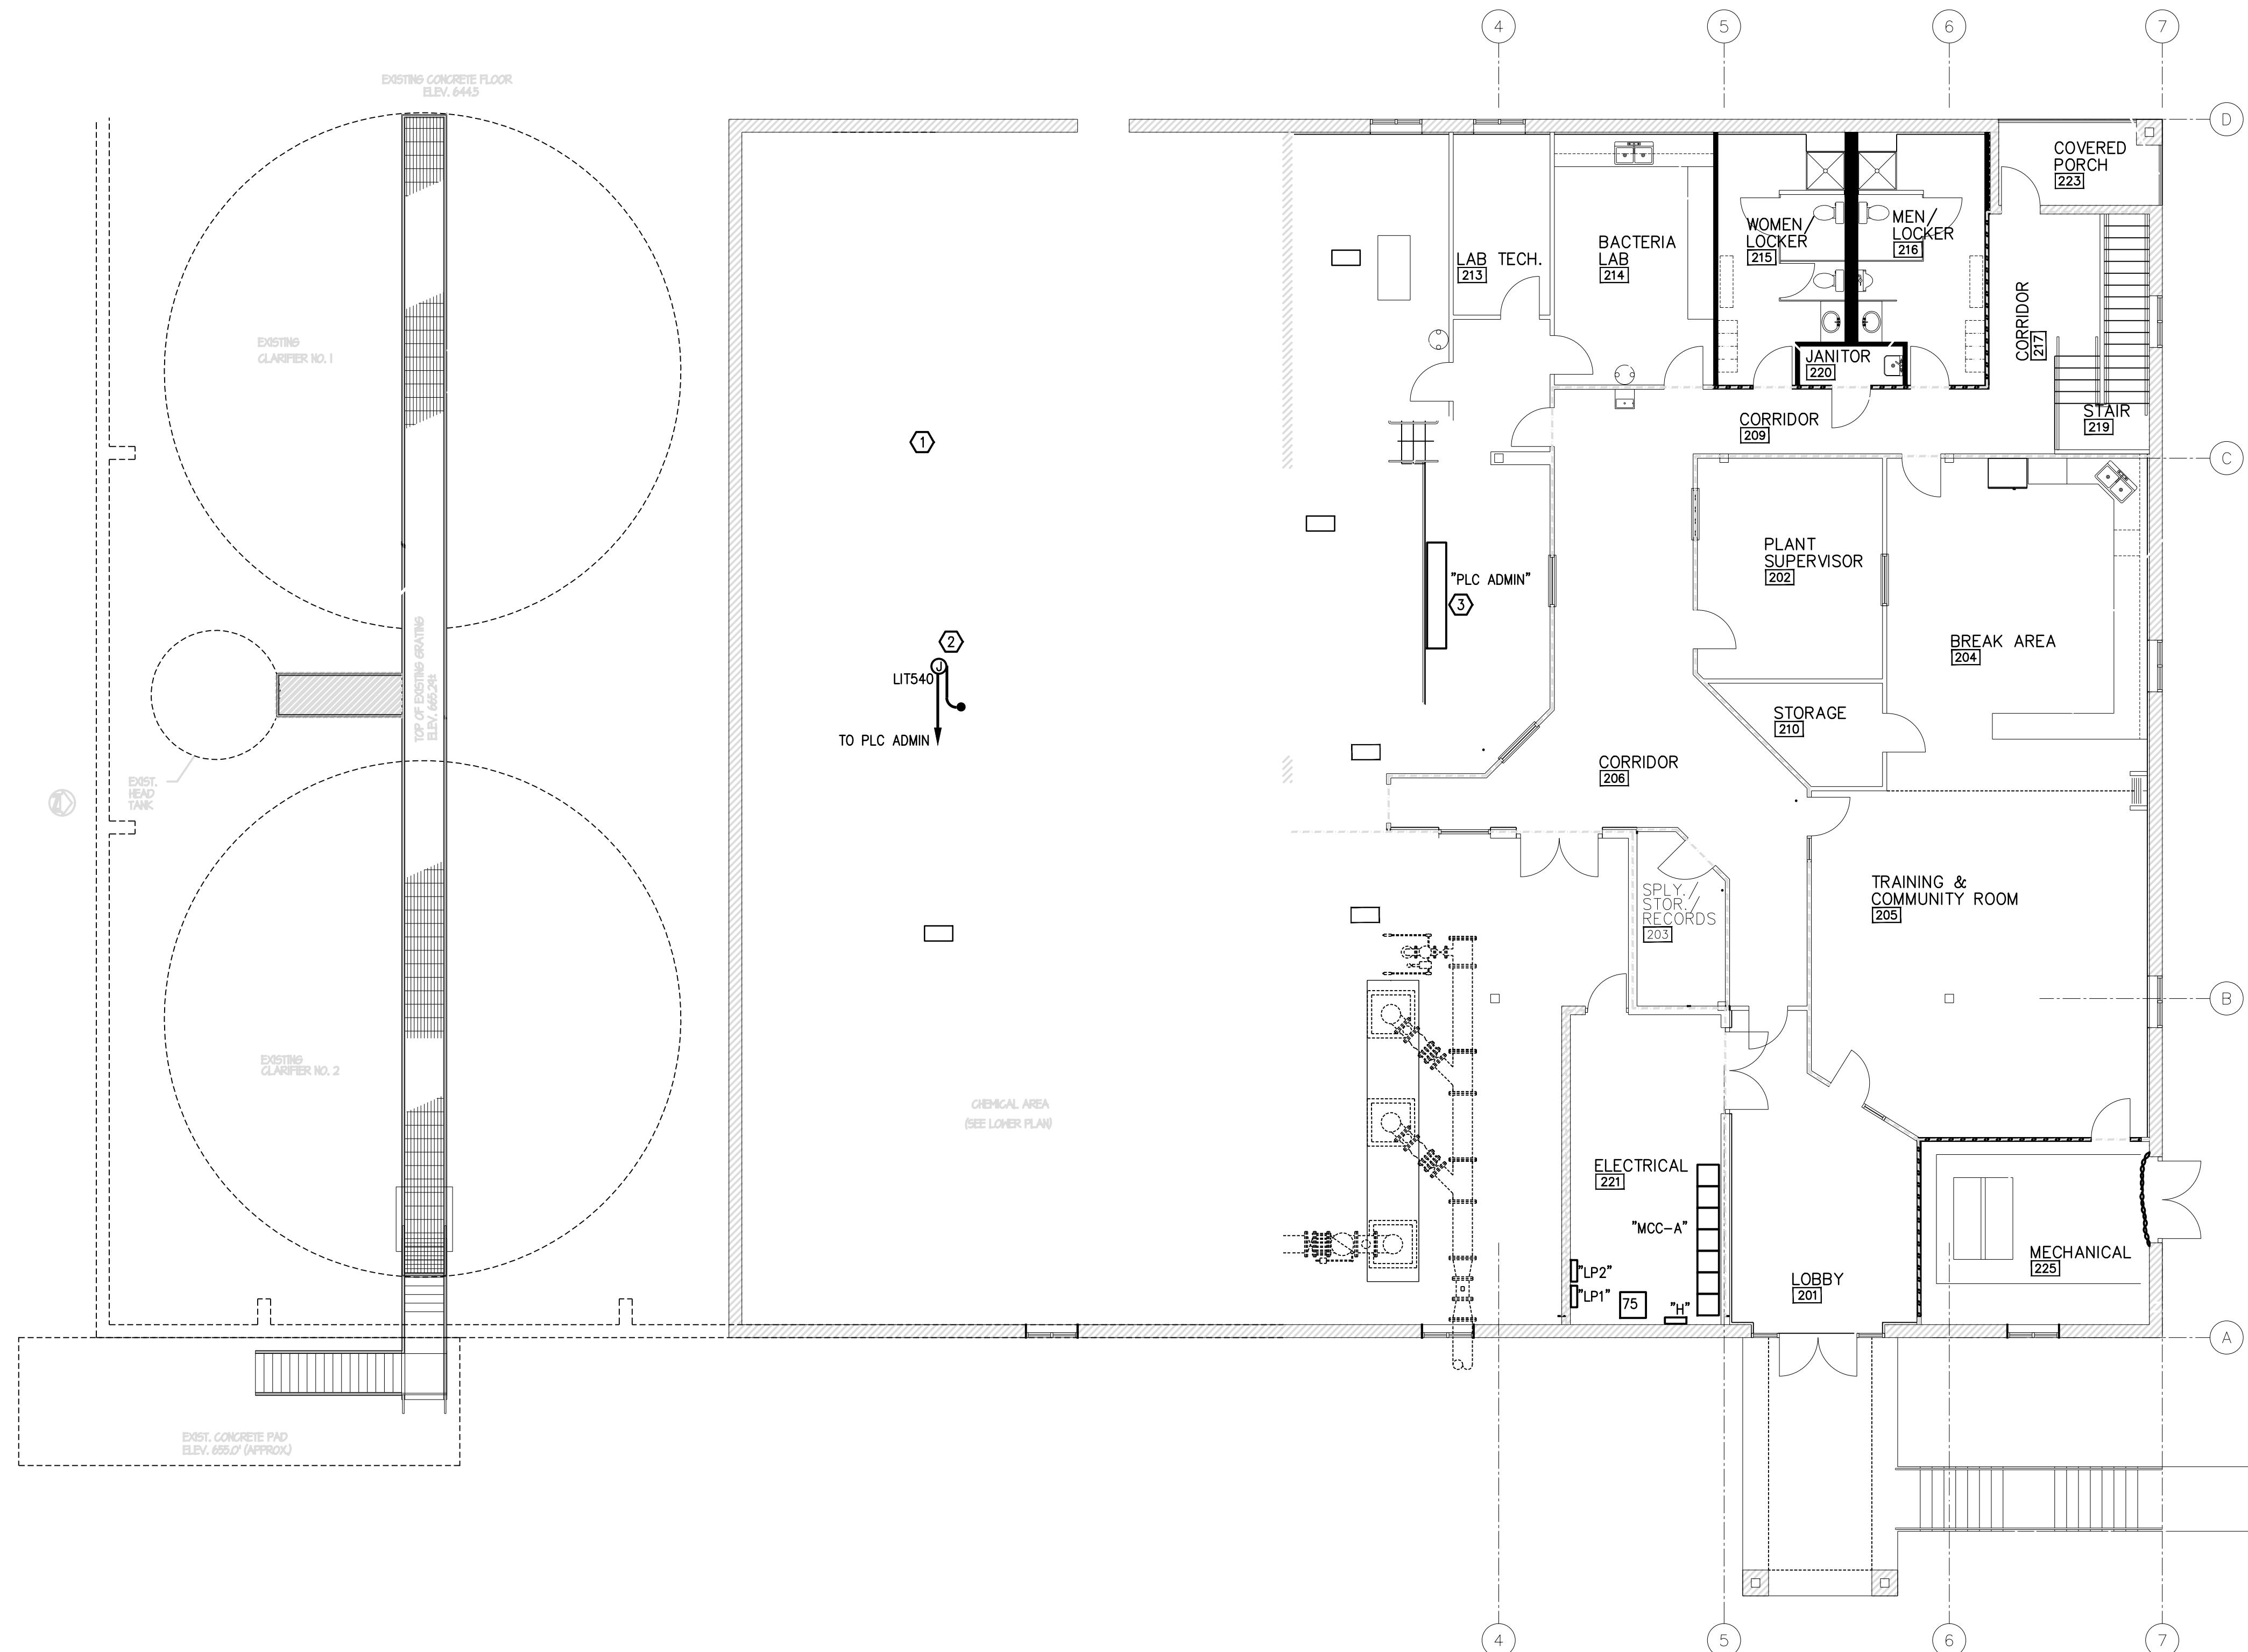 4
5
6
7
EXISTING CONCRETE FLOOR
ELEV. 644.5
D
COVERED
PORCH
223
WOMEN
LOCKER
215
MEN/
LOCKER
216
BACTERIA
LAB
214
LAB TECH.
213
CORRIDOR
217
EXISTING
CLARIFIER NO. 1
JANITOR
220
STAIR
219
CORRIDOR
209
1
C
PLANT
SUPERVISOR
202
"PLC ADMIN"
3
2
BREAK AREA
204
LIT540
J
TOP OF EXISTING GRATING
ELEV. 665.24±
STORAGE
210
TO PLC ADMIN
CORRIDOR
206
EXIST.
HEAD
TANK
SPLY./
STOR./
RECORDS
203
TRAINING &
COMMUNITY ROOM
205
B
EXISTING
CLARIFIER NO. 2
CHEMICAL AREA
(SEE LOWER PLAN)
ELECTRICAL
221
"MCC-A"
MECHANICAL
225
"LP2"
"LP1"
75
"H"
LOBBY
201
A
EXIST. CONCRETE PAD
ELEV. 655.0' (APPROX.)
4
5
6
7